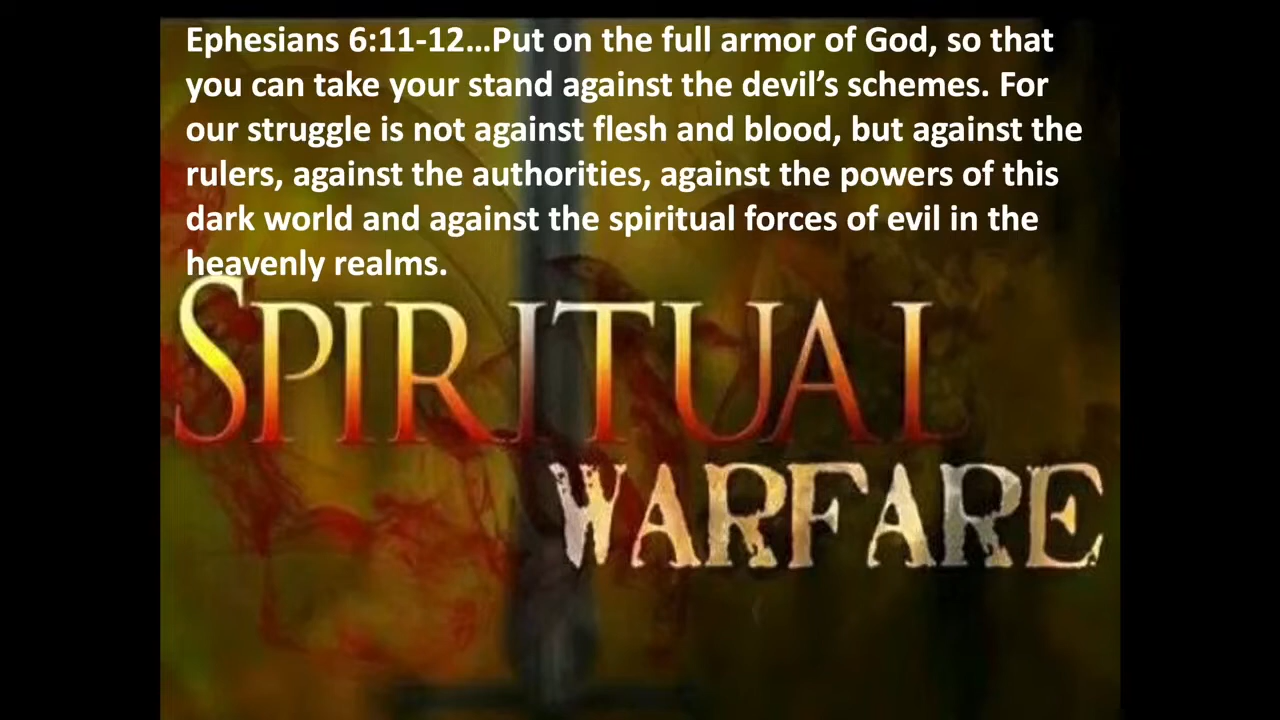 Ephesians 6:11-12…Put on the full armor of God, so that
you can take your stand against the devil’s schemes. For
our struggle is not against flesh and blood, but against the
rulers, against the authorities, against the powers of this
dark world and against the spiritual forces of evil in the
heavenly realms.
SPIRITUAL
WARFARE